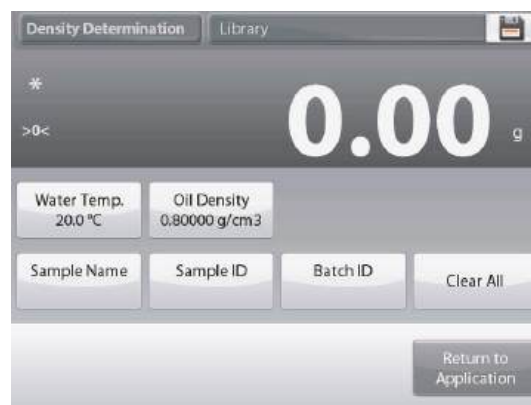 Density Determination Library
*
>0<
0.00 g
Water Temp. Oil Density
20.0 °C 0.80000 g/cm3
Sample Name Sample ID Batch ID Clear All
Return to
Application